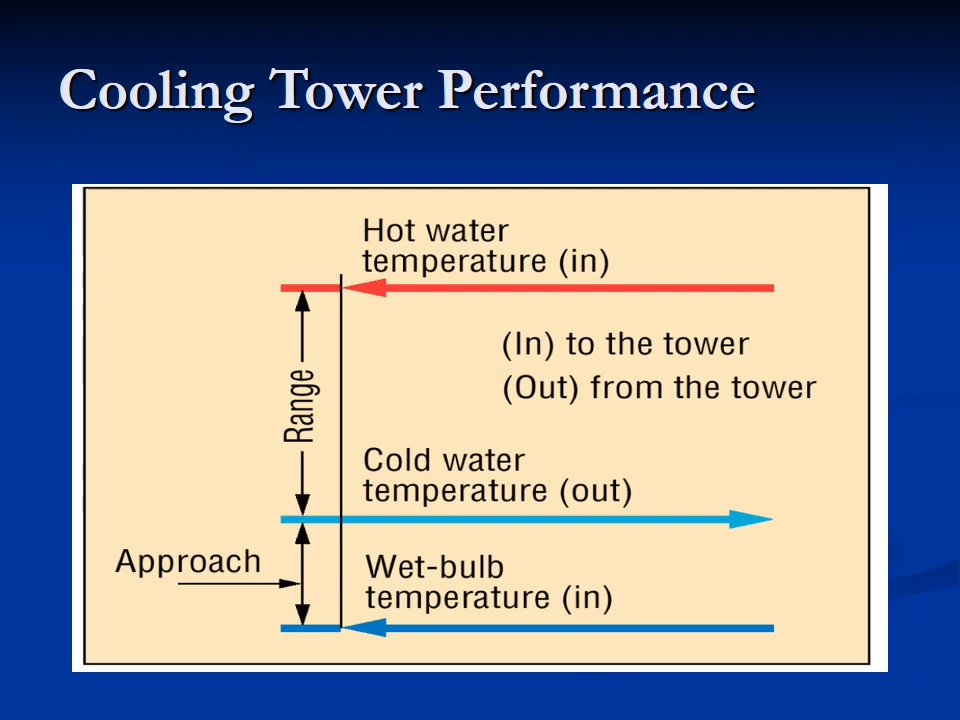 Cooling Tower Performance
Hot water
temperature (in)
(In) to the tower
(Out) from the tower
Range
Cold water
temperature (out)
Approach
Wet-bulb
temperature (in)